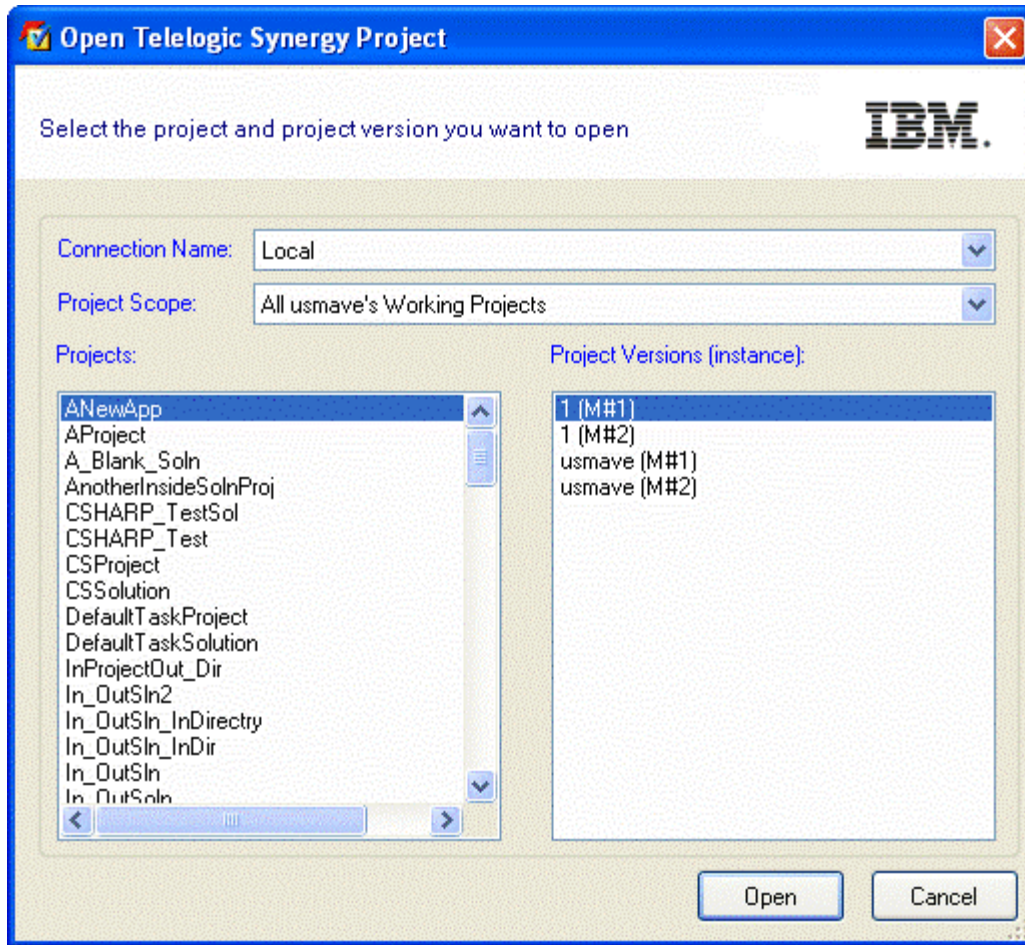 Open Telelogic Synergy Project
Select the project and project version you want to open
IBM.
Connection Name:
Local
Project Scope:
All usmave's Working Projects
Projects:
ANewApp
AProject
A_Blank_Soln
AnotherInsideSolnProj
CSHARP_TestSol
CSHARP_Test
CSProject
CSSolution
DefaultTaskProject
DefaultTaskSolution
InProjectOut_Dir
In_OutSln2
In_OutSln_InDirectry
In_OutSln_InDir
In_OutSln
In_OutSoln
Project Versions (instance):
1 (M#1)
1 (M#2)
usmave (M#1)
usmave (M#2)
Open
Cancel